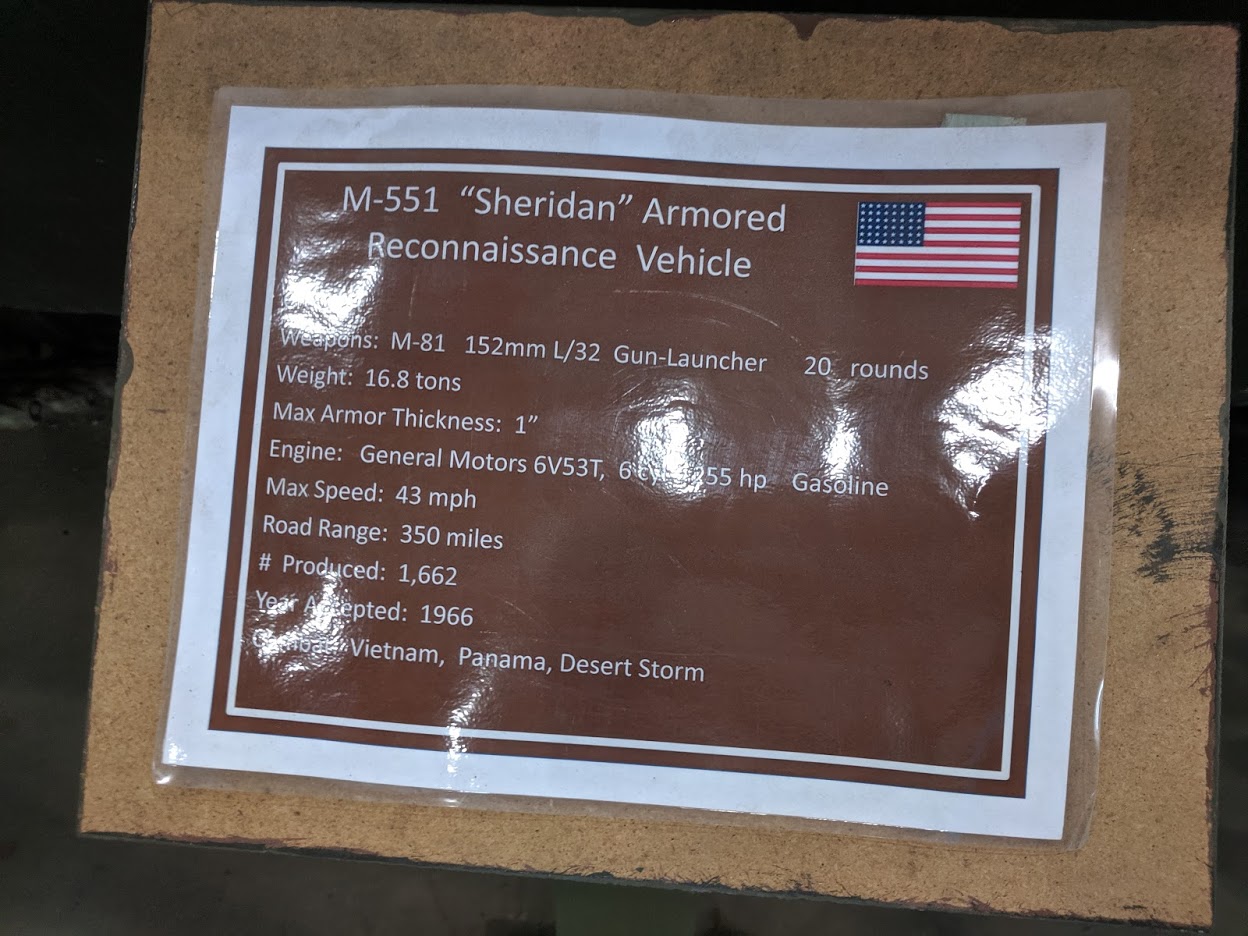 M-551 “Sheridan” Armored
Reconnaissance Vehicle
Weapons: M-81 152mm L/32 Gun-Launcher 20 rounds
Weight: 16.8 tons
Max Armor Thickness: 1”
Engine: General Motors 6V53T, 6 55 hp Gasoline
Max Speed: 43 mph
Road Range: 350 miles
# Produced: 1,662
Year Accepted: 1966
Vietnam, Panama, Desert Storm